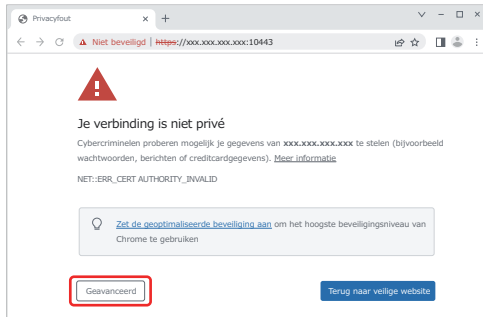 Privacyfout
Niet beveiligd | https://xxx.xxx.xxx.xxx:10443
Je verbinding is niet privé
Cybercriminelen proberen mogelijk je gegevens van xxx.xxx.xxx.xxx te stelen (bijvoorbeeld
wachtwoorden, berichten of creditcardgegevens). Meer informatie
NET::ERR_CERT AUTHORITY_INVALID
Zet de geoptimaliseerde beveiliging aan om het hoogste beveiligingsniveau van
Chrome te gebruiken
Geavanceerd
Terug naar veilige website